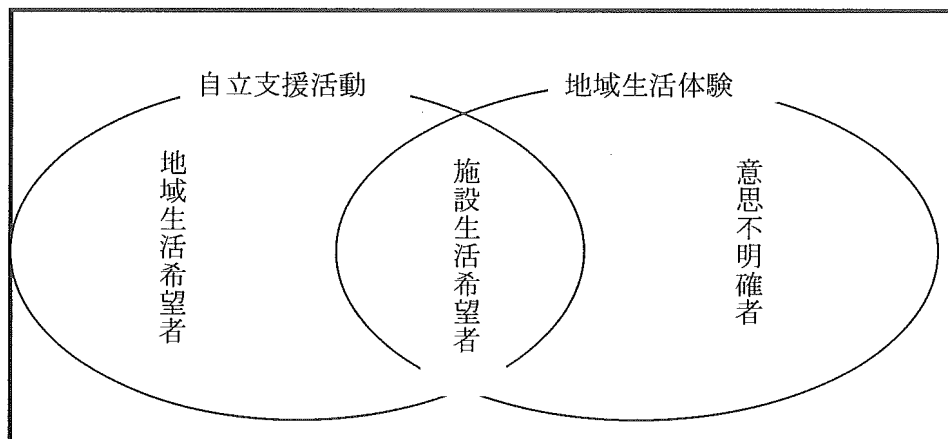 自立支援活動
地域生活体験
地域生活希望者
施設生活希望者
意思不明確者